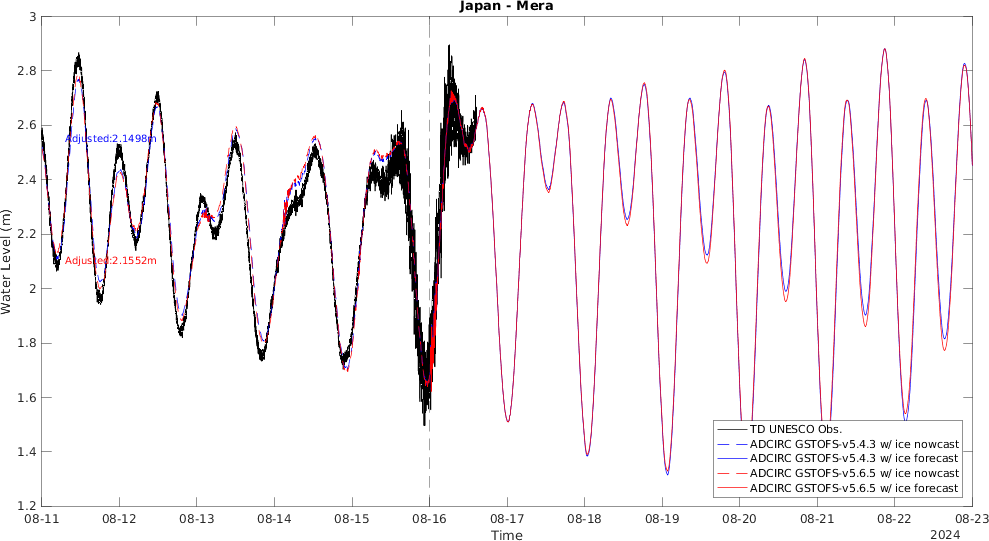 Japan - Mera
3
2.8
2.6
2.4
2.2
2
1.8
1.6
1.4
1.2
Water Level (m)
Adjusted:2.1498m
Adjusted:2.1552m
TD UNESCO Obs.
ADCIRC GSTOFS-v5.4.3 w/ ice nowcast
ADCIRC GSTOFS-v5.4.3 w/ ice forecast
ADCIRC GSTOFS-v5.6.5 w/ ice nowcast
ADCIRC GSTOFS-v5.6.5 w/ ice forecast
08-11 08-12 08-13 08-14 08-15 08-16 08-17 08-18 08-19 08-20 08-21 08-22 08-23
Time
2024